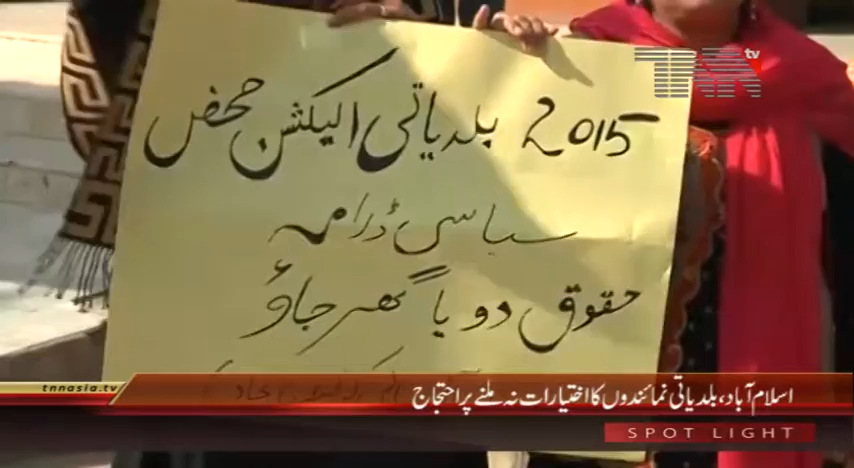 TNN tv
2015 بلدیاتی الیکشن محض
سیاسی ڈرامہ
حقوق دو یا گھر جاؤ
tnnasia.tv
اسلام آباد، بلدیاتی نمائندوں کا اختیارات نہ ملنے پر احتجاج
SPOT LIGHT